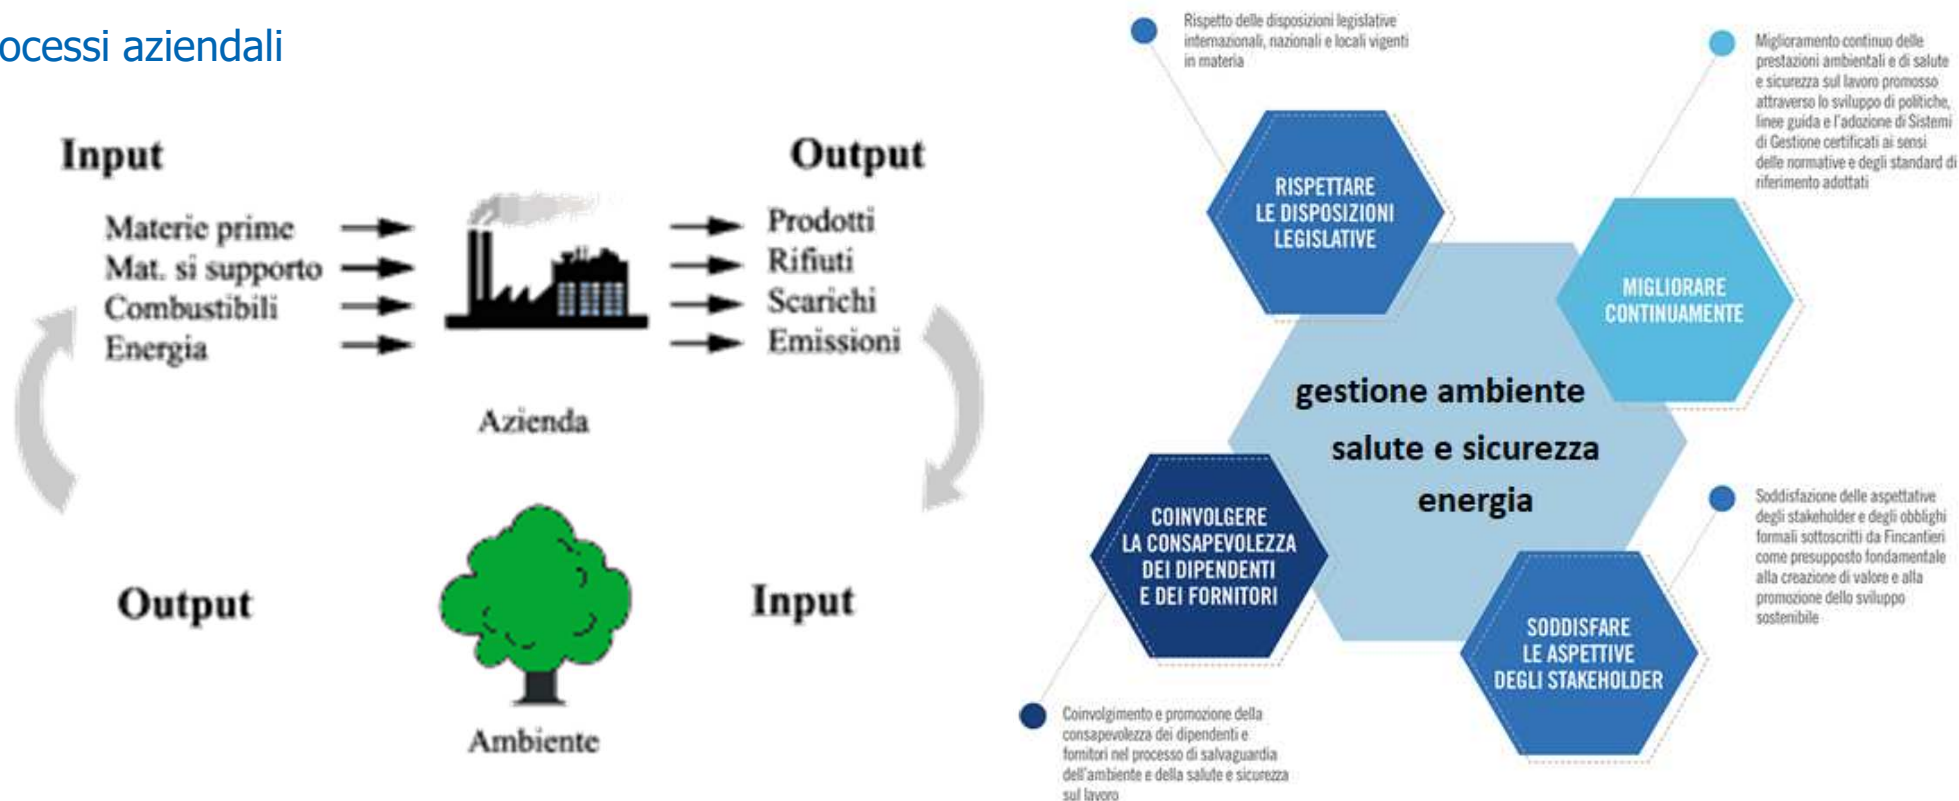 ocessi aziendali
Input
Output
Materie prime
Mat. si supporto
Combustibili
Energia
Prodotti
Rifiuti
Scarichi
Emissioni
Azienda
Output
Input
Ambiente
Rispetto delle disposizioni legislative
internazionali, nazionali e locali vigenti
in materia
Miglioramento continuo delle
prestazioni ambientali e di salute
e sicurezza sul lavoro promosso
attraverso lo sviluppo di politiche,
linee guida e l'adozione di Sistemi
di Gestione certificati ai sensi
delle normative e degli standard di
riferimento adottati
RISPETTARE
LE DISPOSIZIONI
LEGISLATIVE
MIGLIORARE
CONTINUAMENTE
gestione ambiente
salute e sicurezza
energia
COINVOLGERE
LA CONSAPEVOLEZZA
DEI DIPENDENTI
E DEI FORNITORI
Soddisfazione delle aspettative
degli stakeholder e degli obblighi
formali sottoscritti da Fincantieri
come presupposto fondamentale
alla creazione di valore e alla
promozione dello sviluppo
sostenibile
SODDISFARE
LE ASPETTIVE
DEGLI STAKEHOLDER
Coinvolgimento e promozione della
consapevolezza dei dipendenti e
fornitori nel processo di salvaguardia
dell'ambiente e della salute e sicurezza
sul lavoro